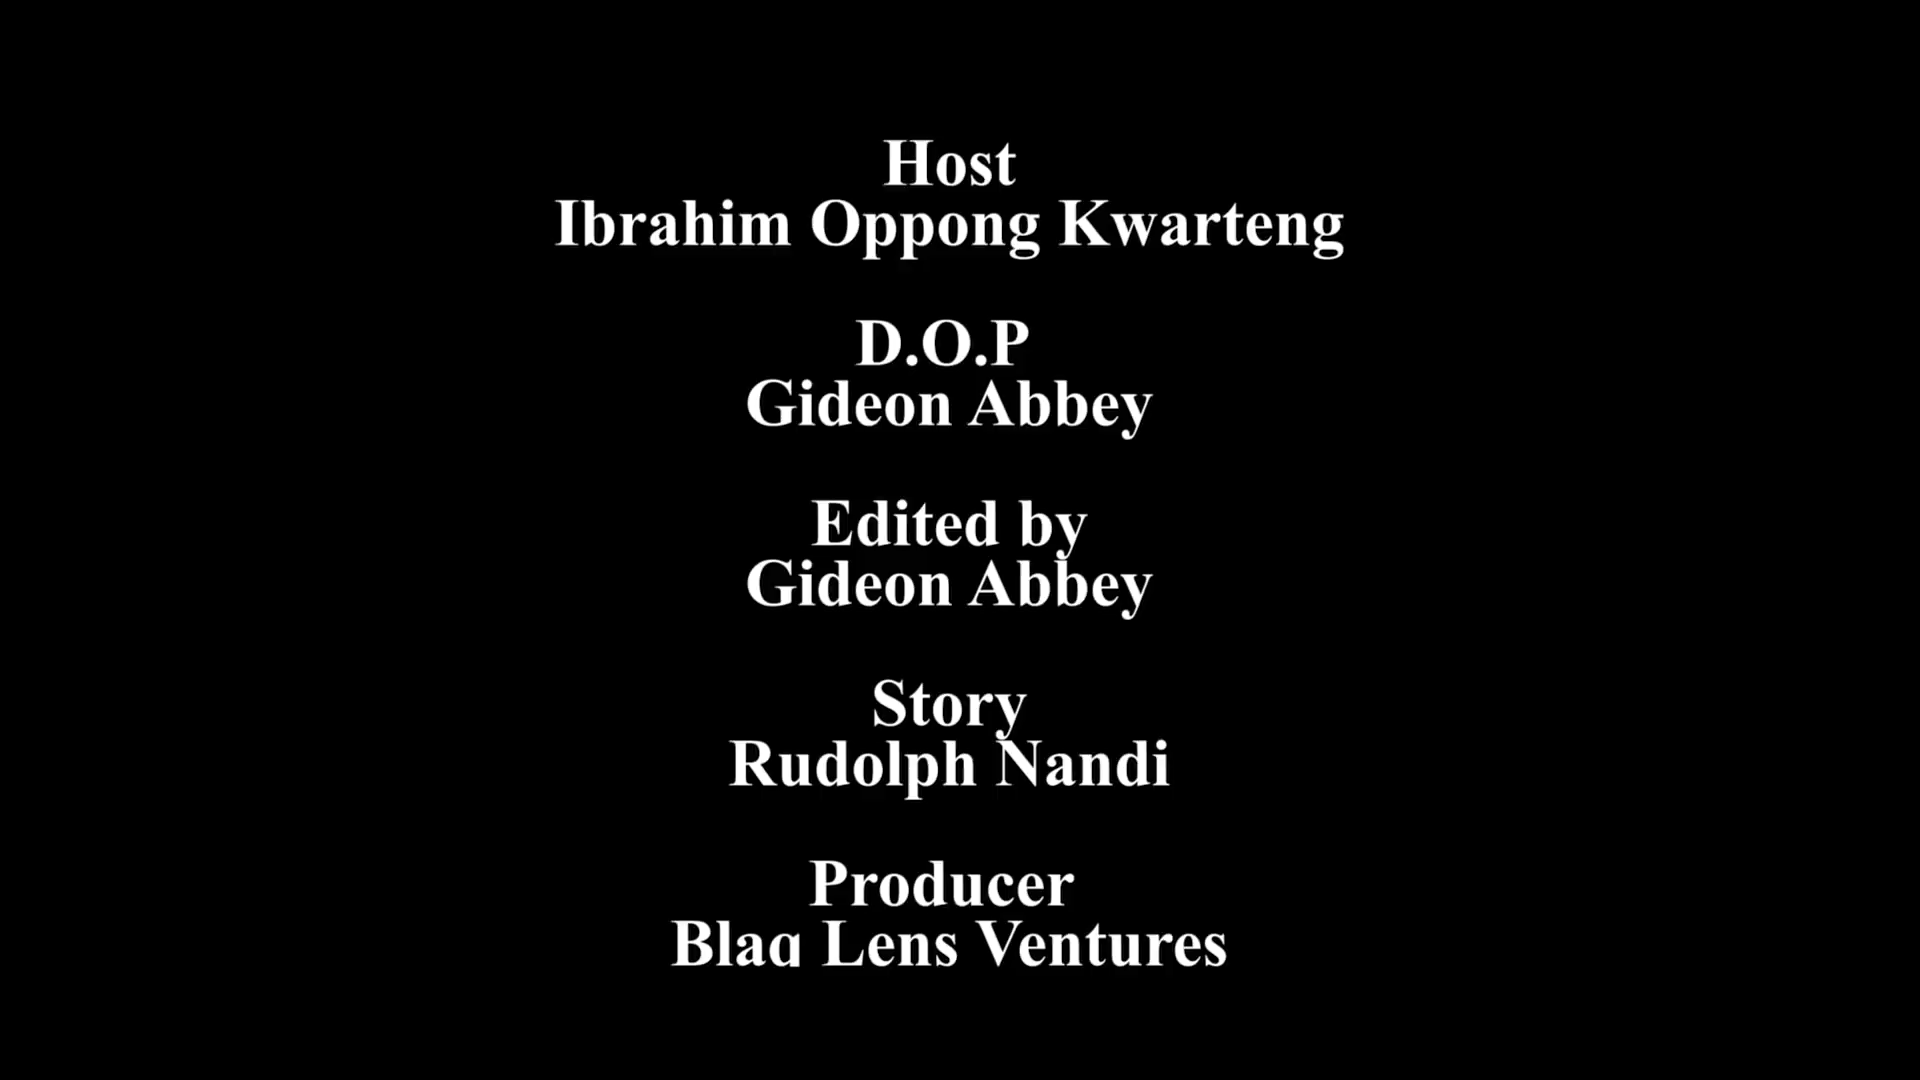 Host
Ibrahim Oppong Kwarteng
D.O.P
Gideon Abbey
Edited by
Gideon Abbey
Story
Rudolph Nandi
Producer
Blaq Lens Ventures